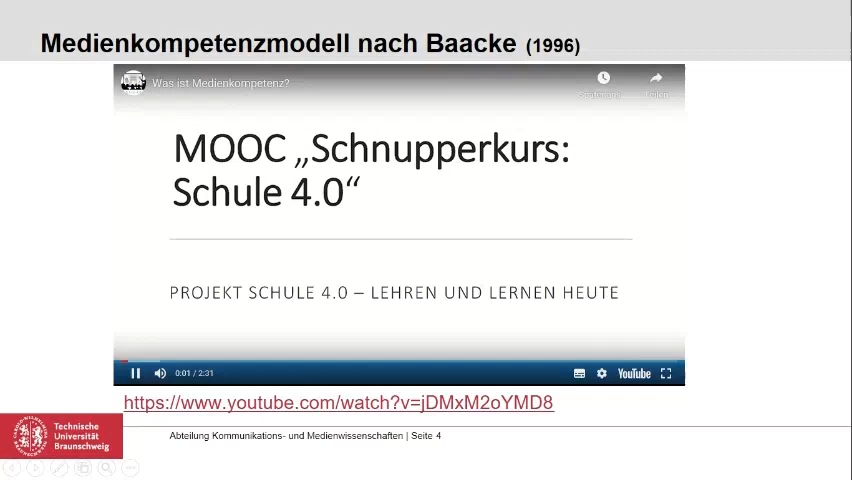 Medienkompetenzmodell nach Baacke (1996)
Was ist Medienkompetenz?
MOOC „Schnupperkurs:
Schule 4.0“
PROJEKT SCHULE 4.0 – LEHREN UND LERNEN HEUTE
0:01 / 2:31
YouTube
https://www.youtube.com/watch?v=jDMxM2oYMD8
Technische
Universität
Braunschweig
Abteilung Kommunikations- und Medienwissenschaften | Seite 4